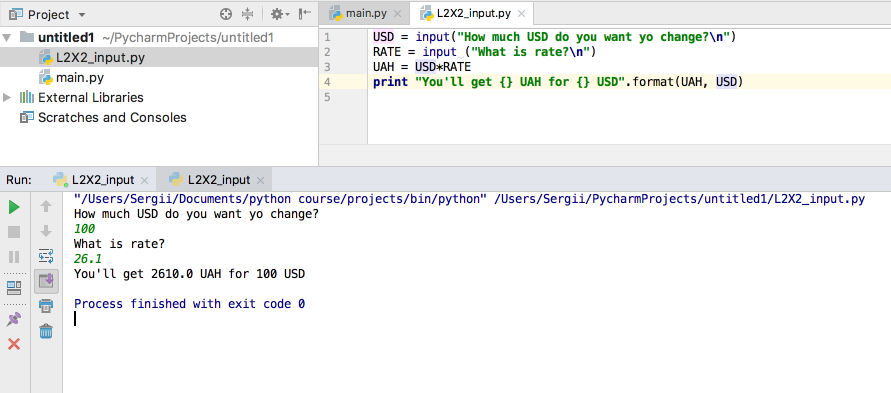 Project
untitled1 ~/PycharmProjects/untitled1
L2X2_input.py
main.py
External Libraries
Scratches and Consoles
main.py
L2X2_input.py
1 USD = input("How much USD do you want yo change?\n")
2 RATE = input ("What is rate?\n")
3 UAH = USD*RATE
4 print "You'll get {} UAH for {} USD".format(UAH, USD)
5
Run: L2X2_input L2X2_input
"/Users/Sergii/Documents/python course/projects/bin/python" /Users/Sergii/PycharmProjects/untitled1/L2X2_input.py
How much USD do you want yo change?
100
What is rate?
26.1
You'll get 2610.0 UAH for 100 USD
Process finished with exit code 0